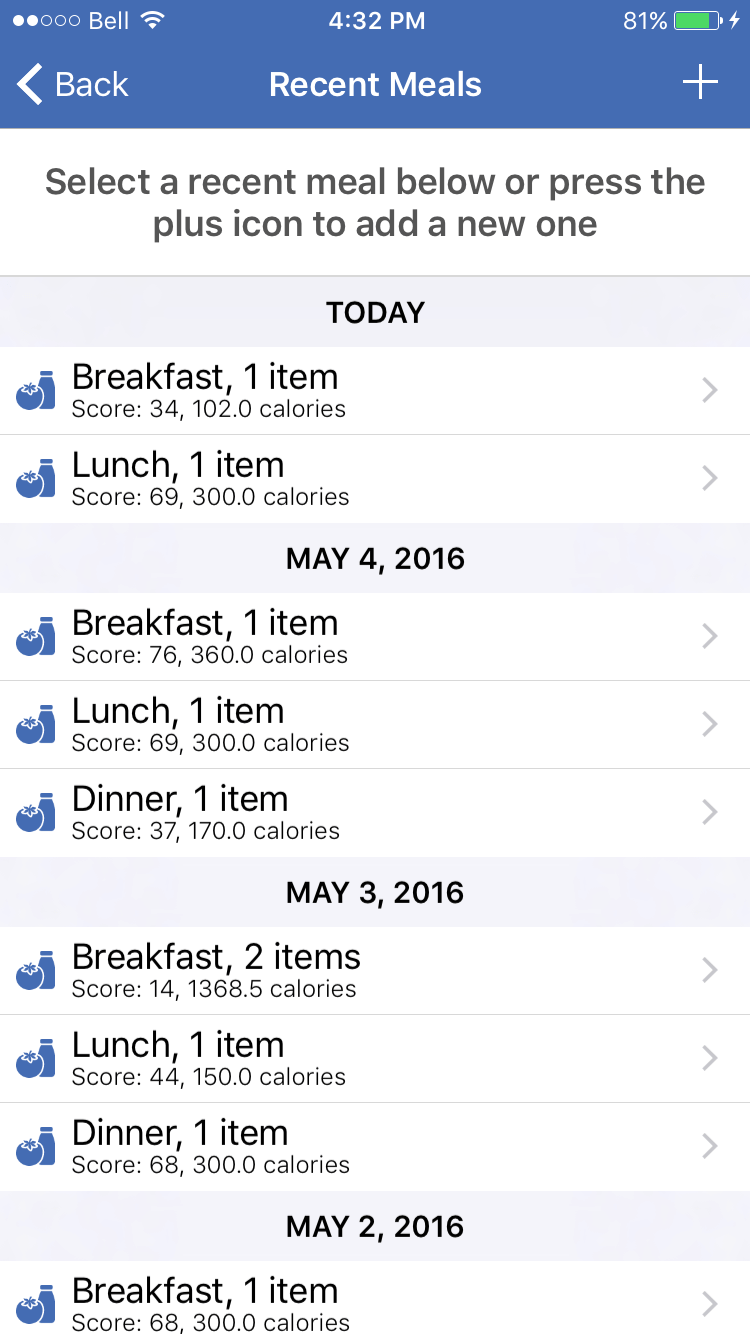 Bell 4:32 PM 81%
Back Recent Meals
Select a recent meal below or press the
plus icon to add a new one
TODAY
Breakfast, 1 item
Score: 34, 102.0 calories
Lunch, 1 item
Score: 69, 300.0 calories
MAY 4, 2016
Breakfast, 1 item
Score: 76, 360.0 calories
Lunch, 1 item
Score: 69, 300.0 calories
Dinner, 1 item
Score: 37, 170.0 calories
MAY 3, 2016
Breakfast, 2 items
Score: 14, 1368.5 calories
Lunch, 1 item
Score: 44, 150.0 calories
Dinner, 1 item
Score: 68, 300.0 calories
MAY 2, 2016
Breakfast, 1 item
Score: 68, 300.0 calories